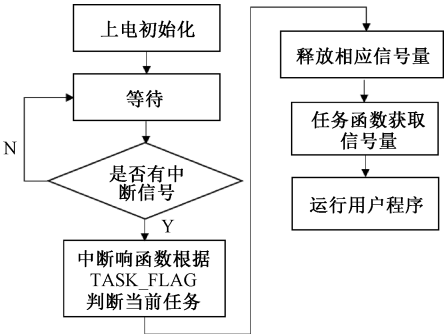 上电初始化
等待
N
是否有中
断信号
Y
中断响函数根据
TASK_FLAG
判断当前任务
释放相应信号量
任务函数获取
信号量
运行用户程序